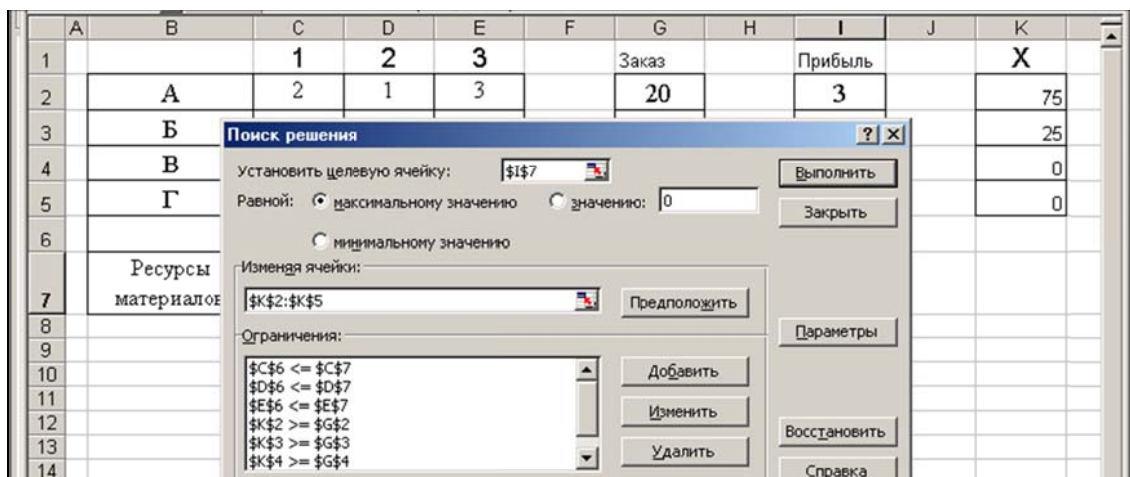 A B C D E F G H I J K
1 1 2 3 Заказ Прибыль X
2 А 2 1 3 20 3 75
3 Б Поиск решения ? × 25
4 В Установить целевую ячейку: $I$7 Выполнить 0
5 Г Равной: максимальному значению значению: 0 Закрыть 0
6 минимальному значению
Ресурсы Изменяя ячейки:
7 материалов $K$2:$K$5 Предположить
8 Ограничения: Параметры
9
10 $C$6 <= $C$7 Добавить
$D$6 <= $D$7
11 $E$6 <= $E$7 Изменить
12 $K$2 >= $G$2 Восстановить
13 $K$3 >= $G$3 Удалить
14 $K$4 >= $G$4 Справка